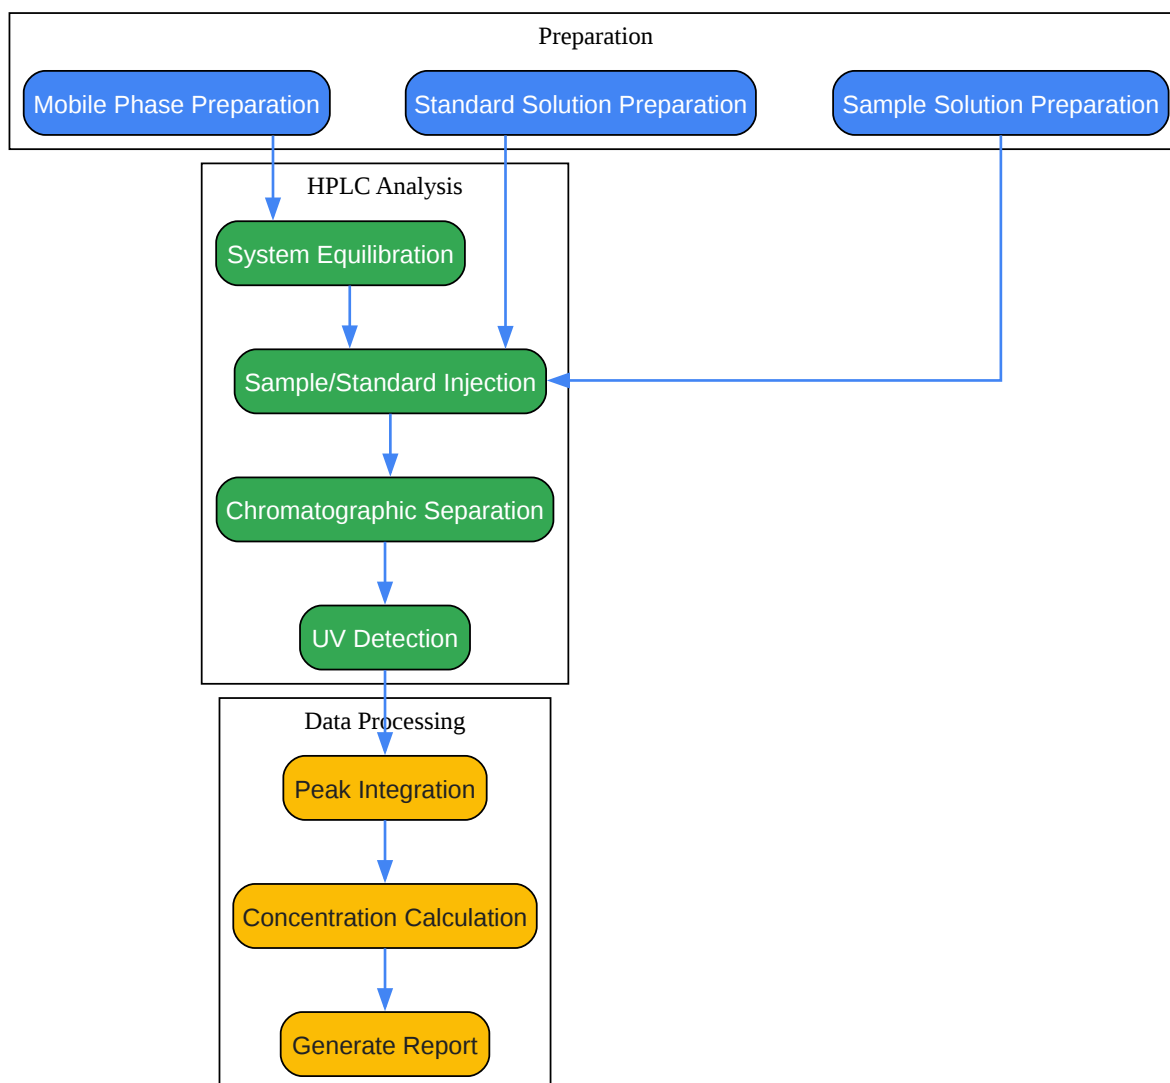 Preparation
Mobile Phase Preparation
Standard Solution Preparation
Sample Solution Preparation
HPLC Analysis
System Equilibration
Sample/Standard Injection
Chromatographic Separation
UV Detection
Data Processing
Peak Integration
Concentration Calculation
Generate Report